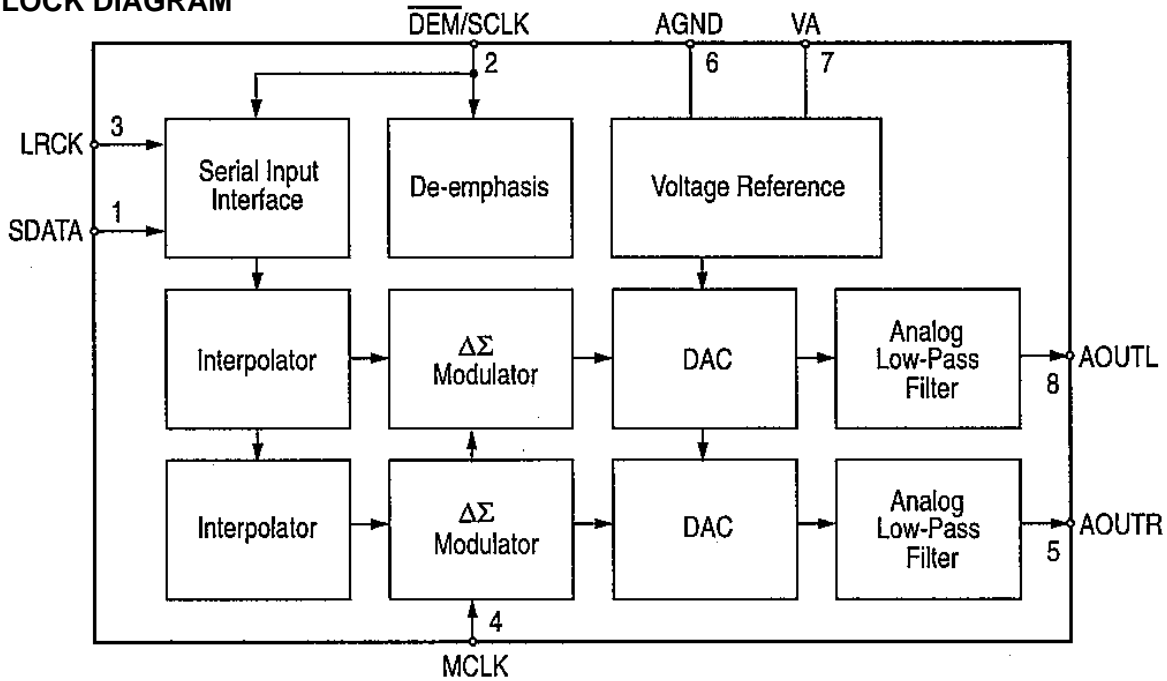 LOCK DIAGRAM
DEM/SCLK AGND VA
2 6 7
LRCK 3
SDATA 1
Serial Input
Interface
De-emphasis
Voltage Reference
Interpolator
ΔΣ
Modulator
DAC
Analog
Low-Pass
Filter
8 AOUTL
Interpolator
ΔΣ
Modulator
DAC
Analog
Low-Pass
Filter
5 AOUTR
4
MCLK